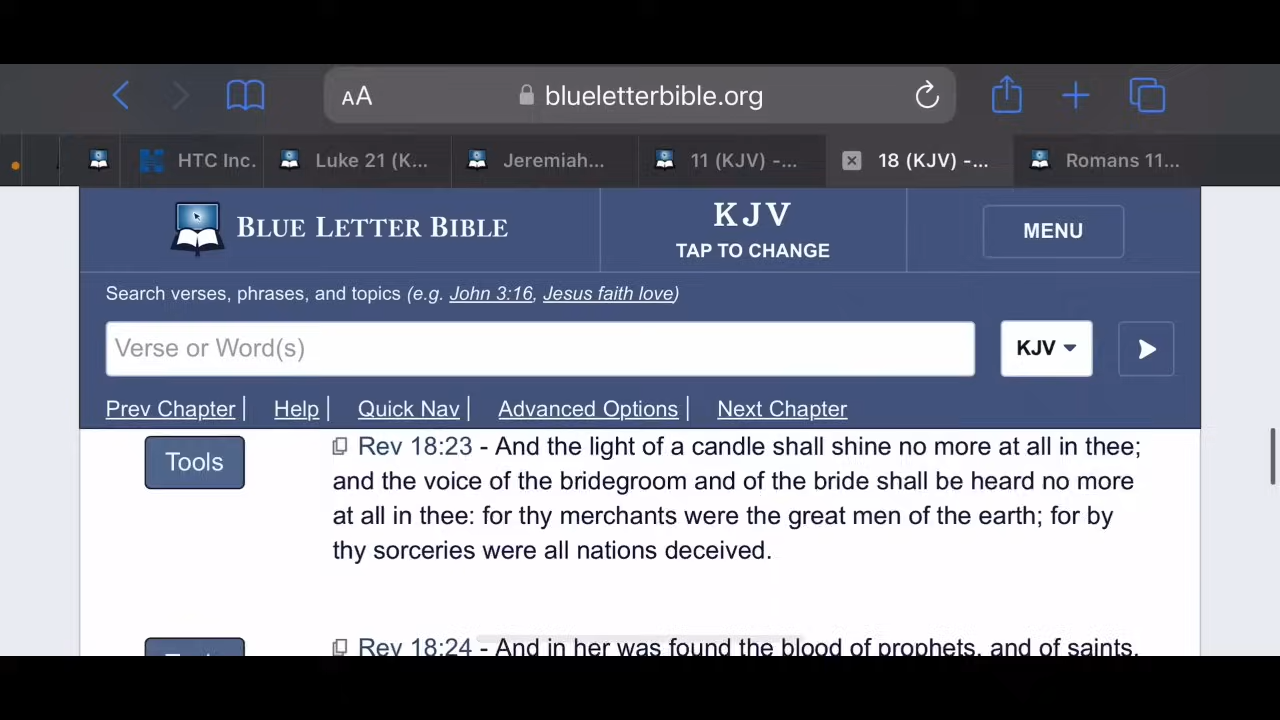 AA
blueletterbible.org
HTC Inc.
Luke 21 (K...
Jeremiah...
11 (KJV) -...
18 (KJV) -...
Romans 11...
BLUE LETTER BIBLE
KJV
TAP TO CHANGE
MENU
Search verses, phrases, and topics (e.g. John 3:16, Jesus faith love)
Verse or Word(s)
KJV
Prev Chapter | Help | Quick Nav | Advanced Options | Next Chapter
Tools
Rev 18:23 - And the light of a candle shall shine no more at all in thee;
and the voice of the bridegroom and of the bride shall be heard no more
at all in thee: for thy merchants were the great men of the earth; for by
thy sorceries were all nations deceived.
Rev 18:24 - And in her was found the blood of prophets, and of saints,